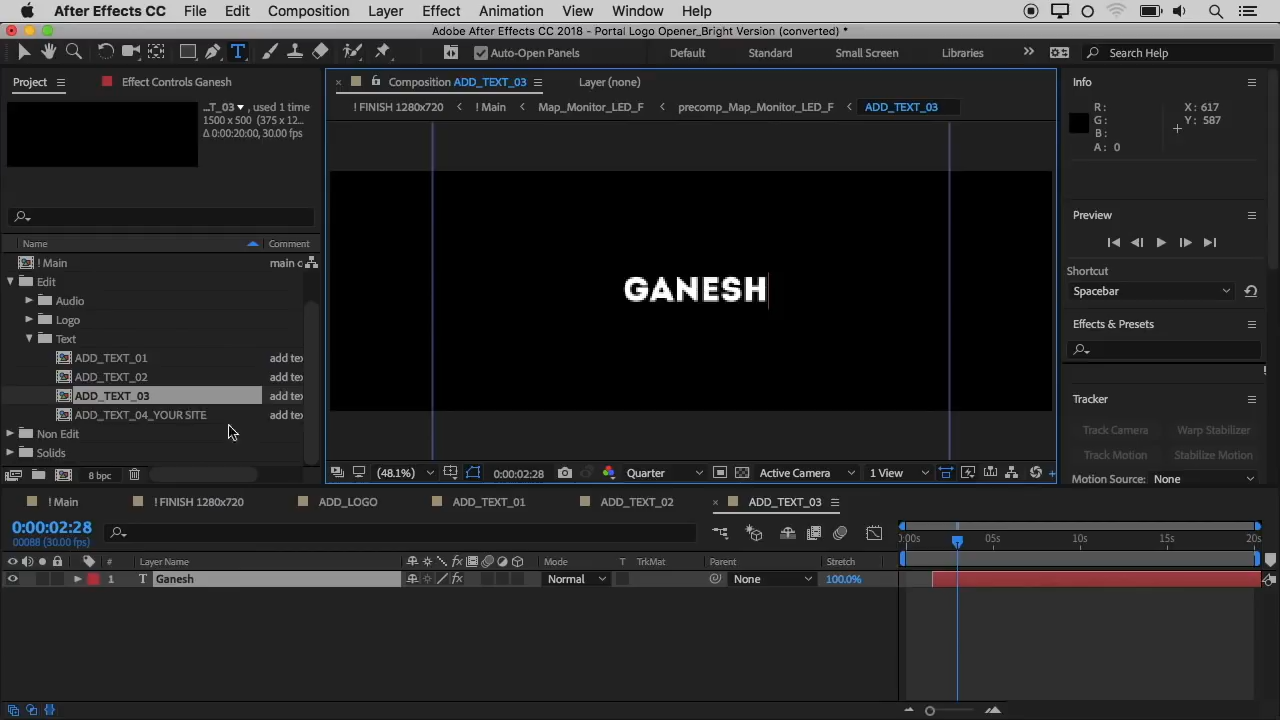 After Effects CC File Edit Composition Layer Effect Animation View Window Help
Adobe After Effects CC 2018 - Portal Logo Opener_Bright Version (converted) *
T Auto-Open Panels Default Standard Small Screen Libraries » Search Help
Project Effect Controls Ganesh Composition ADD_TEXT_03 Layer (none) Info
...T_03 , used 1 time
1500 x 500 (375 x 12...
Δ 0:00:20:00, 30.00 fps
! FINISH 1280x720 ! Main Map_Monitor_LED_F precomp_Map_Monitor_LED_F ADD_TEXT_03
R: X: 617
G: Y: 587
B:
A: 0
Name Comment
! Main main c
Edit
Audio
Logo
Text
ADD_TEXT_01 add tex
ADD_TEXT_02 add tex
ADD_TEXT_03 add tex
ADD_TEXT_04_YOUR SITE add tex
Non Edit
Solids
8 bpc
GANESH
(48.1%) 0:00:02:28 Quarter Active Camera 1 View
Preview
Shortcut
Spacebar
Effects & Presets
Tracker
Track Camera Warp Stabilizer
Track Motion Stabilize Motion
Motion Source: None
! Main ! FINISH 1280x720 ADD_LOGO ADD_TEXT_01 ADD_TEXT_02 ADD_TEXT_03
0:00:02:28
00088 (30.00 fps)
:00s 05s 10s 15s 20s
# Layer Name Mode T TrkMat Parent Stretch
1 T Ganesh Normal None 100.0%